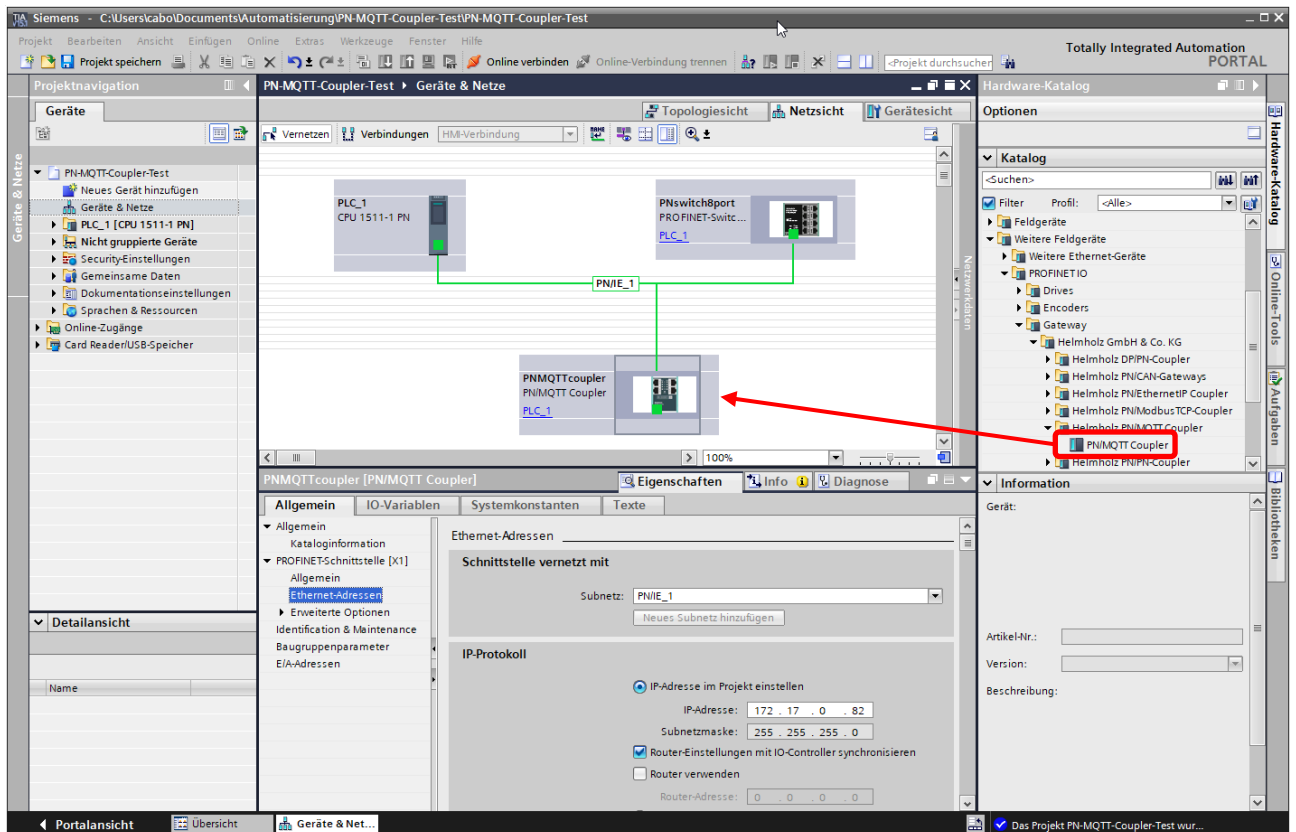 Siemens - C:\Users\cabo\Documents\Automatisierung\PN-MQTT-Coupler-Test\PN-MQTT-Coupler-Test
Projekt Bearbeiten Ansicht Einfügen Online Extras Werkzeuge Fenster Hilfe
Totally Integrated Automation
PORTAL
Projekt speichern Online verbinden Online-Verbindung trennen <Projekt durchsuchen
Projektnavigation
PN-MQTT-Coupler-Test Geräte & Netze
Hardware-Katalog
Geräte
Topologiesicht Netzsicht Gerätesicht
Optionen
Vernetzen Verbindungen HMI-Verbindung
Geräte & Netze
PN-MQTT-Coupler-Test
Neues Gerät hinzufügen
Geräte & Netze
PLC_1 [CPU 1511-1 PN]
Nicht gruppierte Geräte
Security-Einstellungen
Gemeinsame Daten
Dokumentationseinstellungen
Sprachen & Ressourcen
Online-Zugänge
Card Reader/USB-Speicher
Detailansicht
Name
PLC_1
CPU 1511-1 PN
PNswitch8port
PROFINET-Switc...
PLC_1
PN/IE_1
PNMQTTcoupler
PN/MQTT Coupler
PLC_1
100%
Netzwerkdaten
PNMQTTcoupler [PN/MQTT Coupler]
Eigenschaften Info Diagnose
Allgemein IO-Variablen Systemkonstanten Texte
Allgemein
Kataloginformation
PROFINET-Schnittstelle [X1]
Allgemein
Ethernet-Adressen
Erweiterte Optionen
Identification & Maintenance
Baugruppenparameter
E/A-Adressen
Ethernet-Adressen
Schnittstelle vernetzt mit
Subnetz: PN/IE_1
Neues Subnetz hinzufügen
IP-Protokoll
IP-Adresse im Projekt einstellen
IP-Adresse: 172 . 17 . 0 . 82
Subnetzmaske: 255 . 255 . 255 . 0
Router-Einstellungen mit IO-Controller synchronisieren
Router verwenden
Router-Adresse: 0 . 0 . 0 . 0
Katalog
<Suchen>
Filter Profil: <Alle>
Feldgeräte
Weitere Feldgeräte
Weitere Ethernet-Geräte
PROFINET IO
Drives
Encoders
Gateway
Helmholz GmbH & Co. KG
Helmholz DP/PN-Coupler
Helmholz PN/CAN-Gateways
Helmholz PN/EthernetIP Coupler
Helmholz PN/ModbusTCP-Coupler
Helmholz PN/MQTT Coupler
PN/MQTT Coupler
Helmholz PN/PN-Coupler
Information
Gerät:
Artikel-Nr.:
Version:
Beschreibung:
Hardware-Katalog
Online-Tools
Aufgaben
Bibliotheken
Portalansicht Übersicht Geräte & Net... Das Projekt PN-MQTT-Coupler-Test wur...